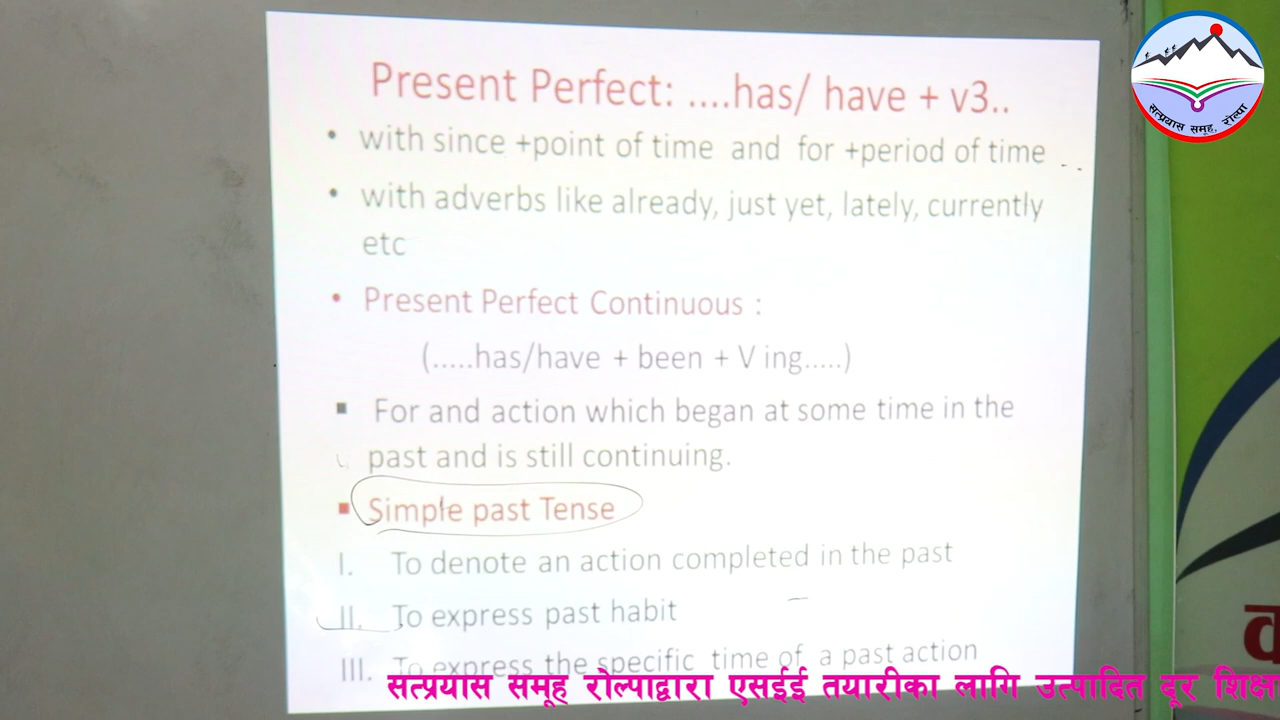 Present Perfect: ....has/ have + v3..
• with since +point of time and for +period of time
• with adverbs like already, just yet, lately, currently
etc
• Present Perfect Continuous :
(.....has/have + been + V ing.....)
▪ For and action which began at some time in the
past and is still continuing.
▪ Simple past Tense
I. To denote an action completed in the past
II. To express past habit
III. To express the specific time of a past action
सत्प्रयास समूह, रोल्पा
सत्प्रयास समूह रोल्पाद्वारा एसईई तयारीका लागि उत्पादित दूर शिक्षा